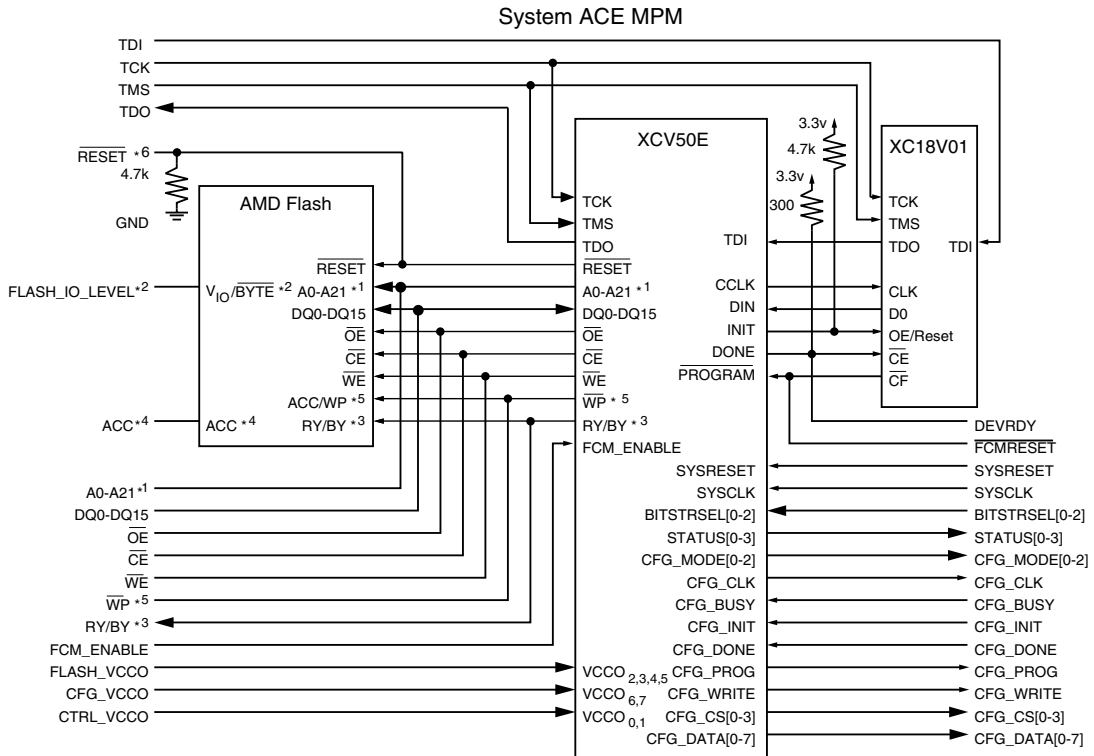 System ACE MPM
TDI
TCK
TMS
TDO
RESET *6
4.7k
GND
FLASH_IO_LEVEL*2
ACC*4
A0-A21*1
DQ0-DQ15
OE
CE
WE
WP *5
RY/BY *3
FCM_ENABLE
FLASH_VCCO
CFG_VCCO
CTRL_VCCO
AMD Flash
RESET
VIO/BYTE *2 A0-A21 *1
DQ0-DQ15
OE
CE
WE
ACC/WP *5
ACC *4 RY/BY *3
XCV50E
TCK
TMS
TDO
RESET
A0-A21 *1
DQ0-DQ15
OE
CE
WE
WP * 5
RY/BY * 3
FCM_ENABLE
VCCO 2,3,4,5
VCCO 6,7
VCCO 0,1
TDI
CCLK
DIN
INIT
DONE
PROGRAM
SYSRESET
SYSCLK
BITSTRSEL[0-2]
STATUS[0-3]
CFG_MODE[0-2]
CFG_CLK
CFG_BUSY
CFG_INIT
CFG_DONE
CFG_PROG
CFG_WRITE
CFG_CS[0-3]
CFG_DATA[0-7]
3.3v
4.7k
3.3v
300
XC18V01
TCK
TMS
TDO TDI
CLK
D0
OE/Reset
CE
CF
DEVRDY
FCMRESET
SYSRESET
SYSCLK
BITSTRSEL[0-2]
STATUS[0-3]
CFG_MODE[0-2]
CFG_CLK
CFG_BUSY
CFG_INIT
CFG_DONE
CFG_PROG
CFG_WRITE
CFG_CS[0-3]
CFG_DATA[0-7]